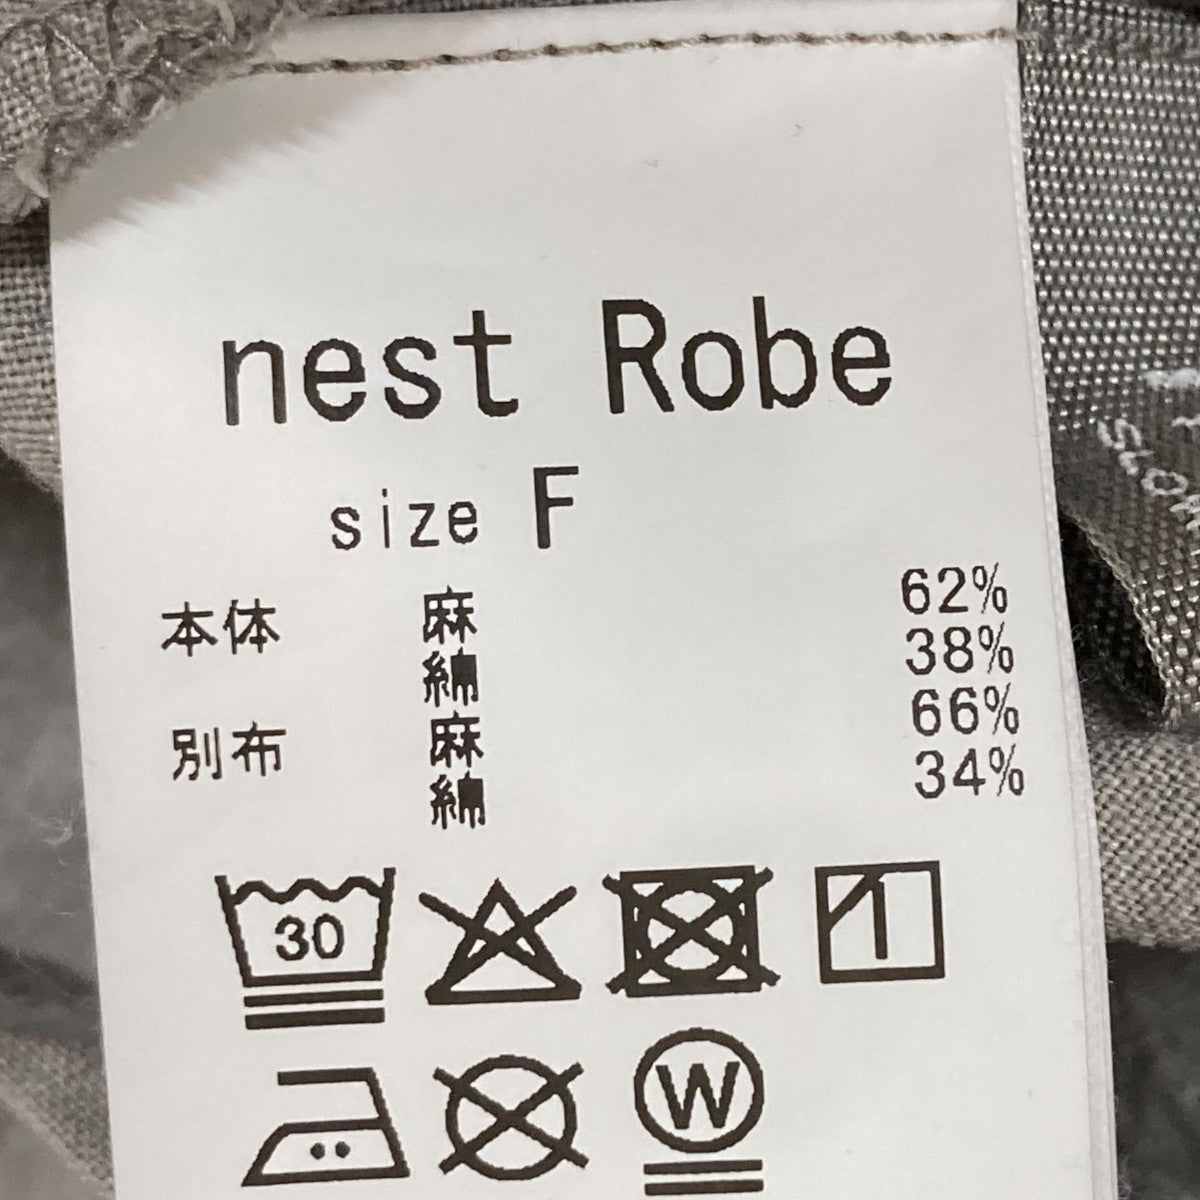 nest Robe
size F
本体 麻 62%
綿 38%
別布 麻 66%
綿 34%
30
W